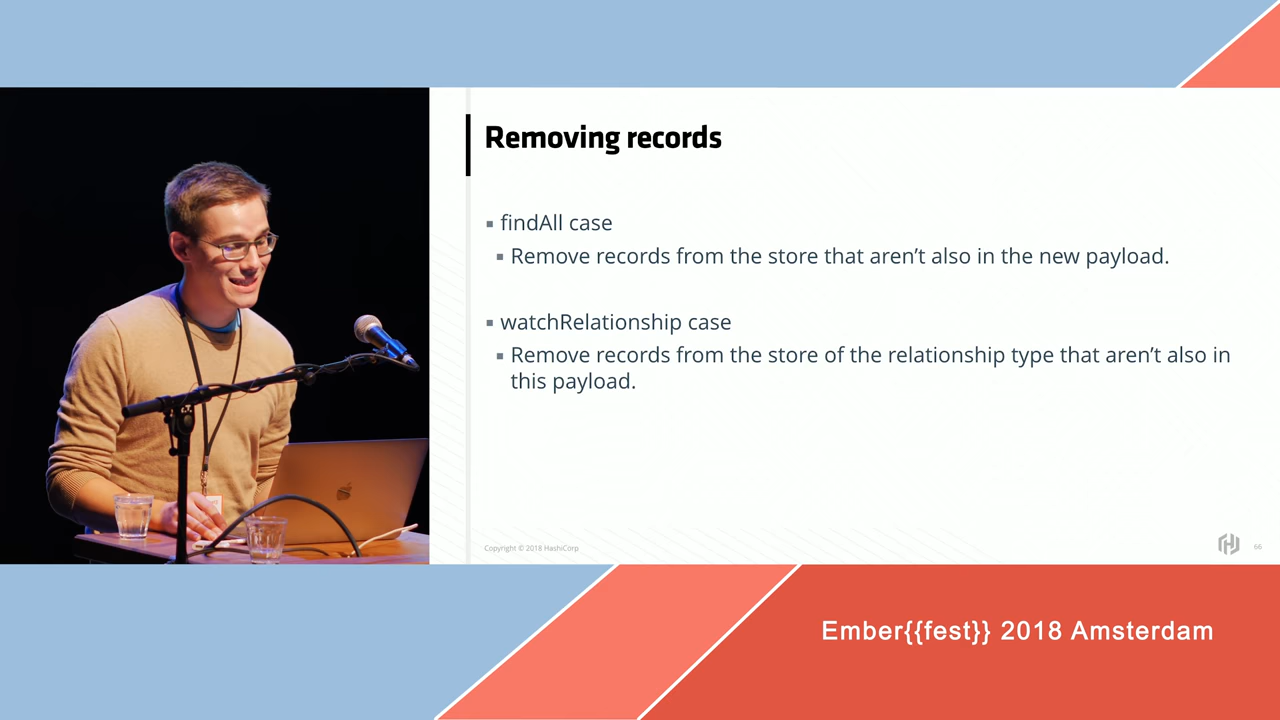 Removing records
findAll case
Remove records from the store that aren’t also in the new payload.
watchRelationship case
Remove records from the store of the relationship type that aren’t also in
this payload.
Copyright © 2018 HashiCorp
66
Ember{{fest}} 2018 Amsterdam